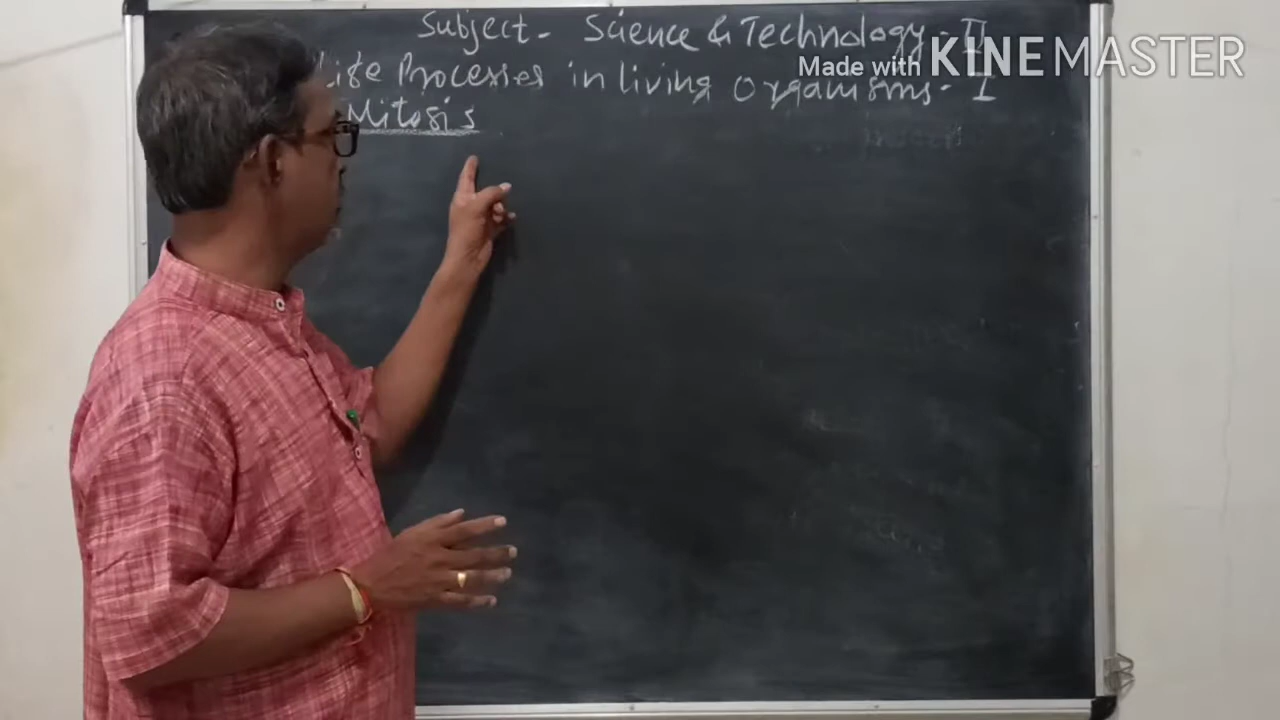 Subject - Science & Technology - II
Life Processes in living organisms - I
Mitosis
Made with KINEMASTER